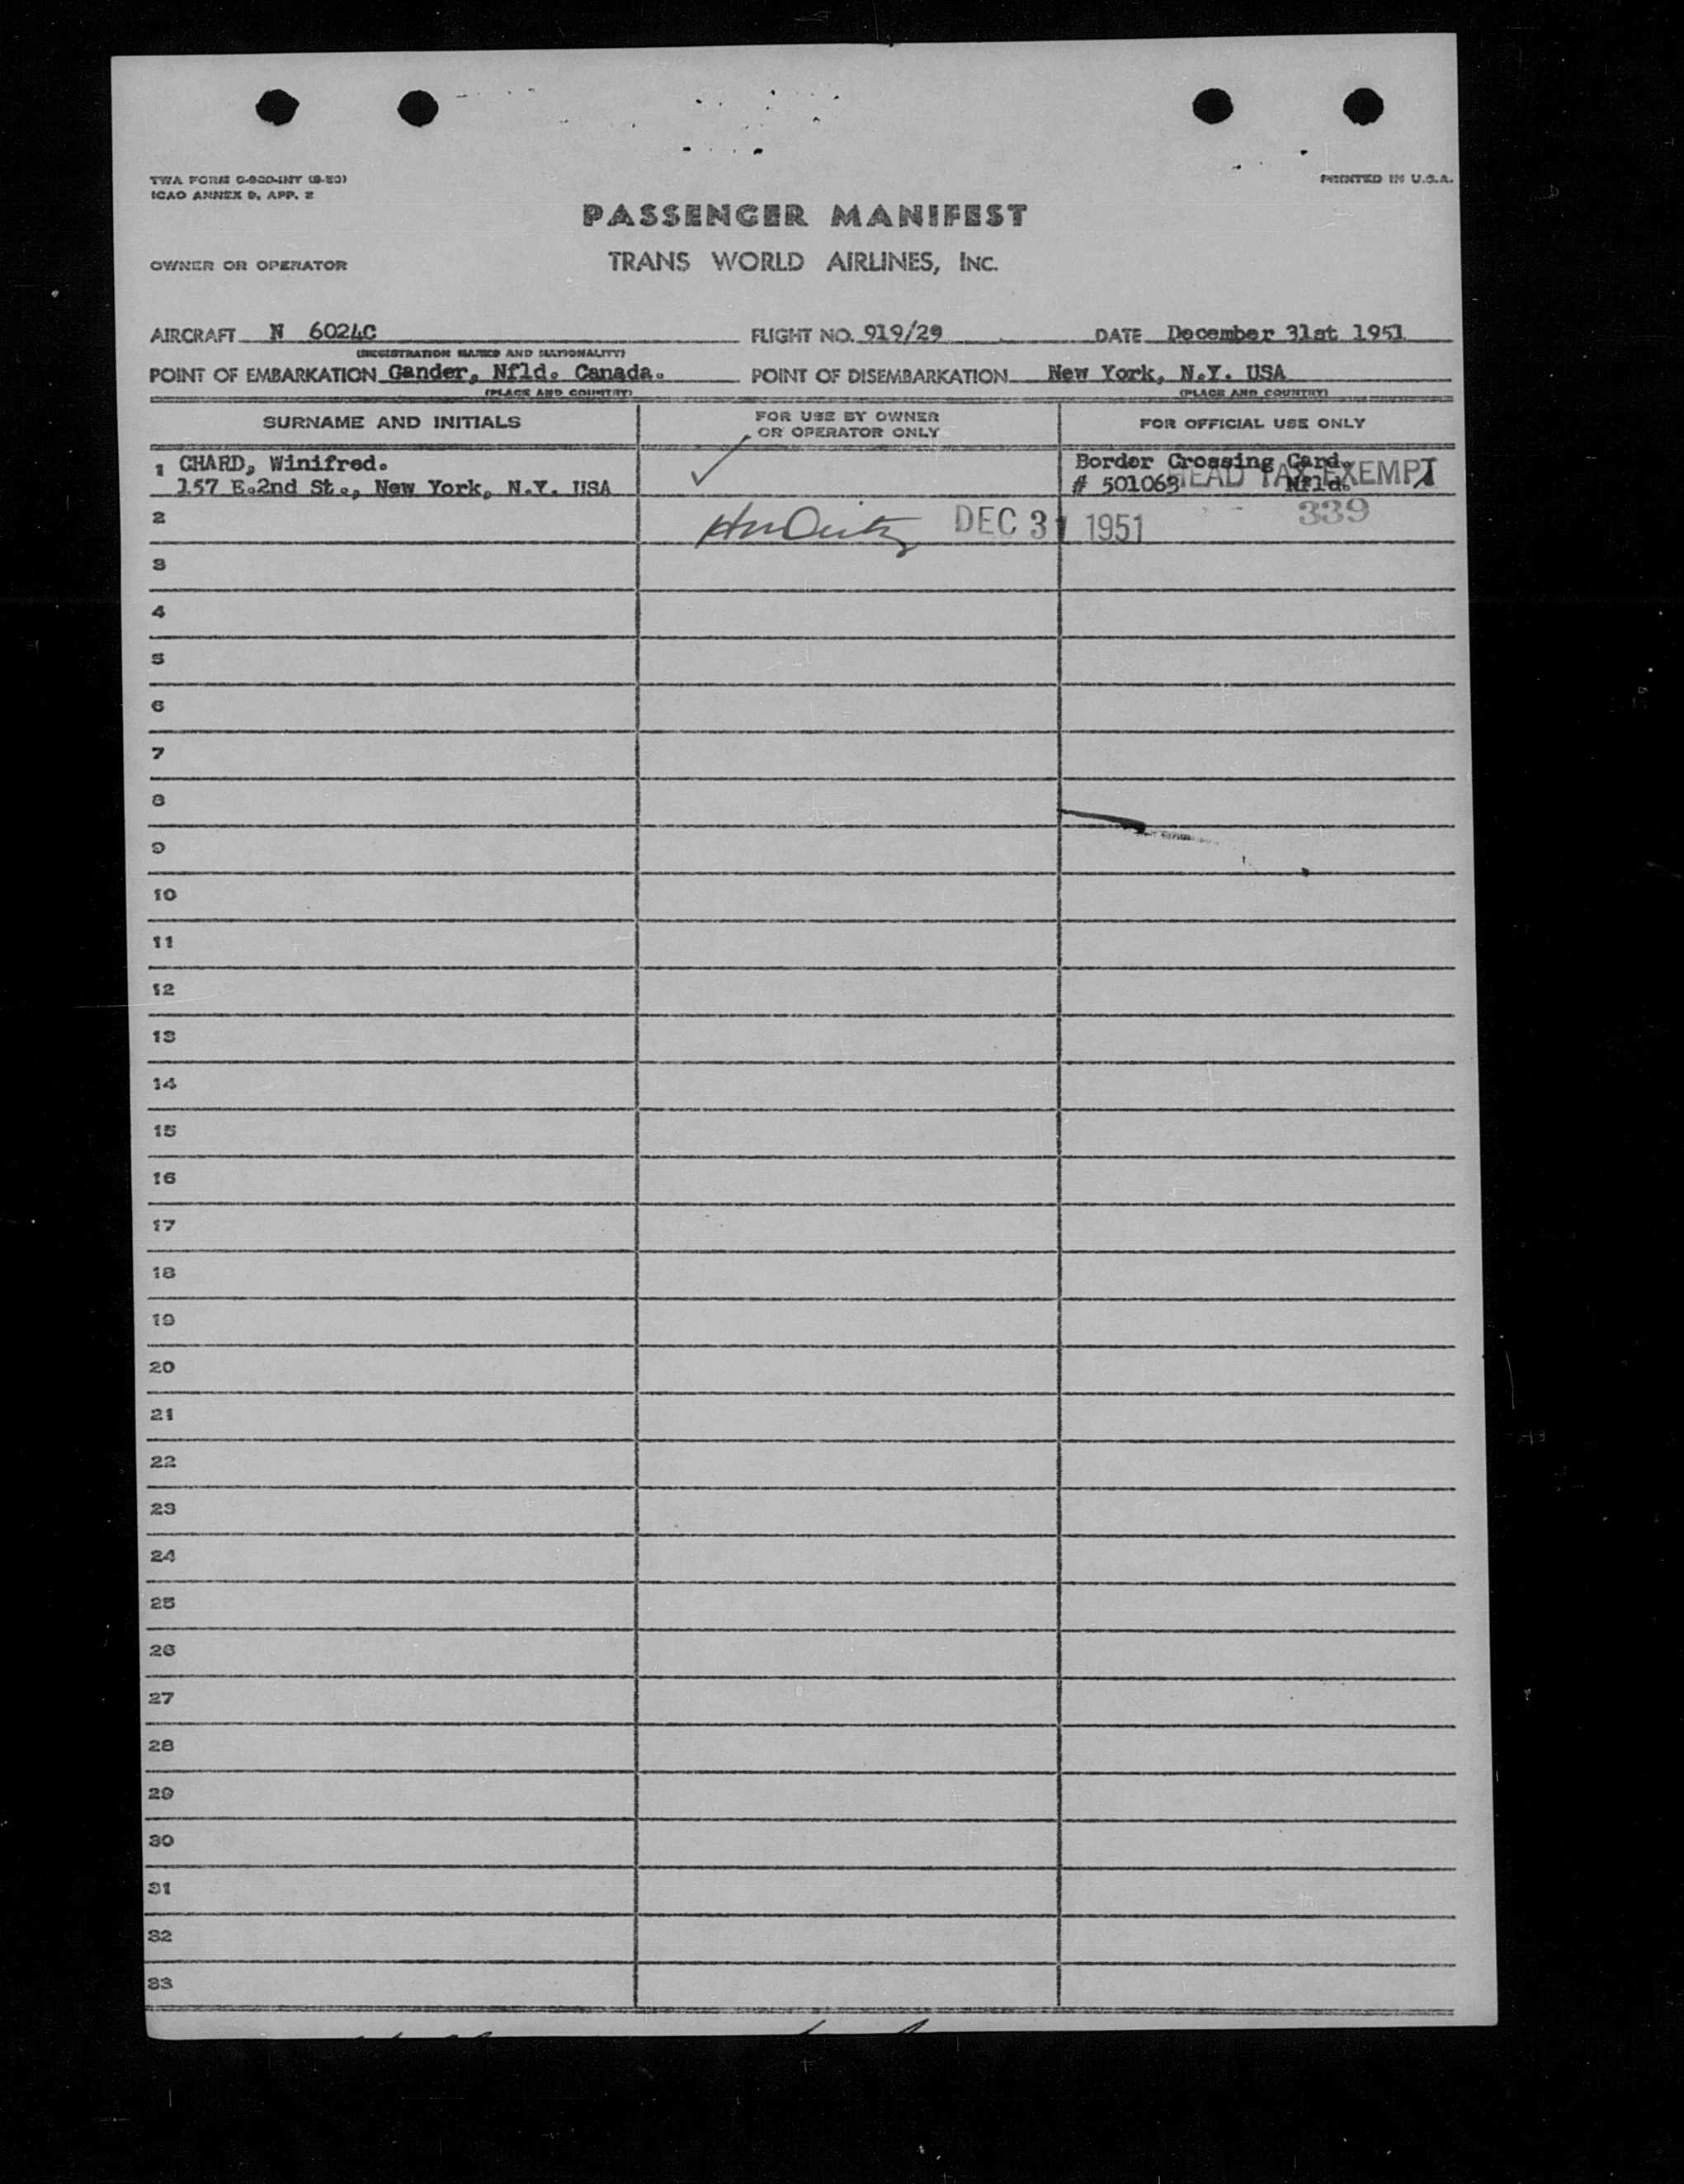 TWA FORM O-900-INT (9-50)
ICAO ANNEX 9, APP. 2
PRINTED IN U.S.A.
PASSENGER MANIFEST
OWNER OR OPERATOR TRANS WORLD AIRLINES, INC.
AIRCRAFT N 6024C FLIGHT NO. 919/29 DATE December 31st 1951
(REGISTRATION MARKS AND NATIONALITY)
POINT OF EMBARKATION Gander, Nfld. Canada. POINT OF DISEMBARKATION New York, N.Y. USA
(PLACE AND COUNTRY) (PLACE AND COUNTRY)
SURNAME AND INITIALS FOR USE BY OWNER OR OPERATOR ONLY FOR OFFICIAL USE ONLY
1 CHARD, Winifred. Border Crossing Card.
157 E.2nd St., New York, N.Y. USA # 501063 Nfld.
HEAD TAX EXEMPT
2 DEC 31 1951 339
3
4
5
6
7
8
9
10
11
12
13
14
15
16
17
18
19
20
21
22
23
24
25
26
27
28
29
30
31
32
33